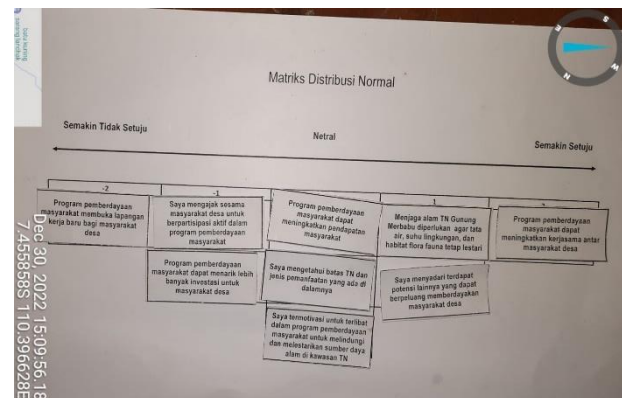 Matriks Distribusi Normal
Semakin Tidak Setuju
Netral
Semakin Setuju
-2
-1
1
Program pemberdayaan
masyarakat membuka lapangan
kerja baru bagi masyarakat
desa
Saya mengajak sesama
masyarakat desa untuk
berpartisipasi aktif dalam
program pemberdayaan
masyarakat
Program pemberdayaan
masyarakat dapat
meningkatkan pendapatan
masyarakat
Menjaga alam TN Gunung
Merbabu diperlukan agar tata
air, suhu lingkungan, dan
habitat flora fauna tetap lestari
Program pemberdayaan
masyarakat dapat
meningkatkan kerjasama antar
masyarakat desa
Program pemberdayaan
masyarakat dapat menarik lebih
banyak investasi untuk
masyarakat desa
Saya mengetahui batas TN dan
jenis pemanfaatan yang ada di
dalamnya
Saya menyadari terdapat
potensi lainnya yang dapat
berpeluang memberdayakan
masyarakat desa
Saya termotivasi untuk terlibat
dalam program pemberdayaan
masyarakat untuk melindungi
dan melestarikan sumber daya
alam di kawasan TN
Dec 30, 2022 15:09:56.18
7.455858S 110.396628E
S
E
W
N